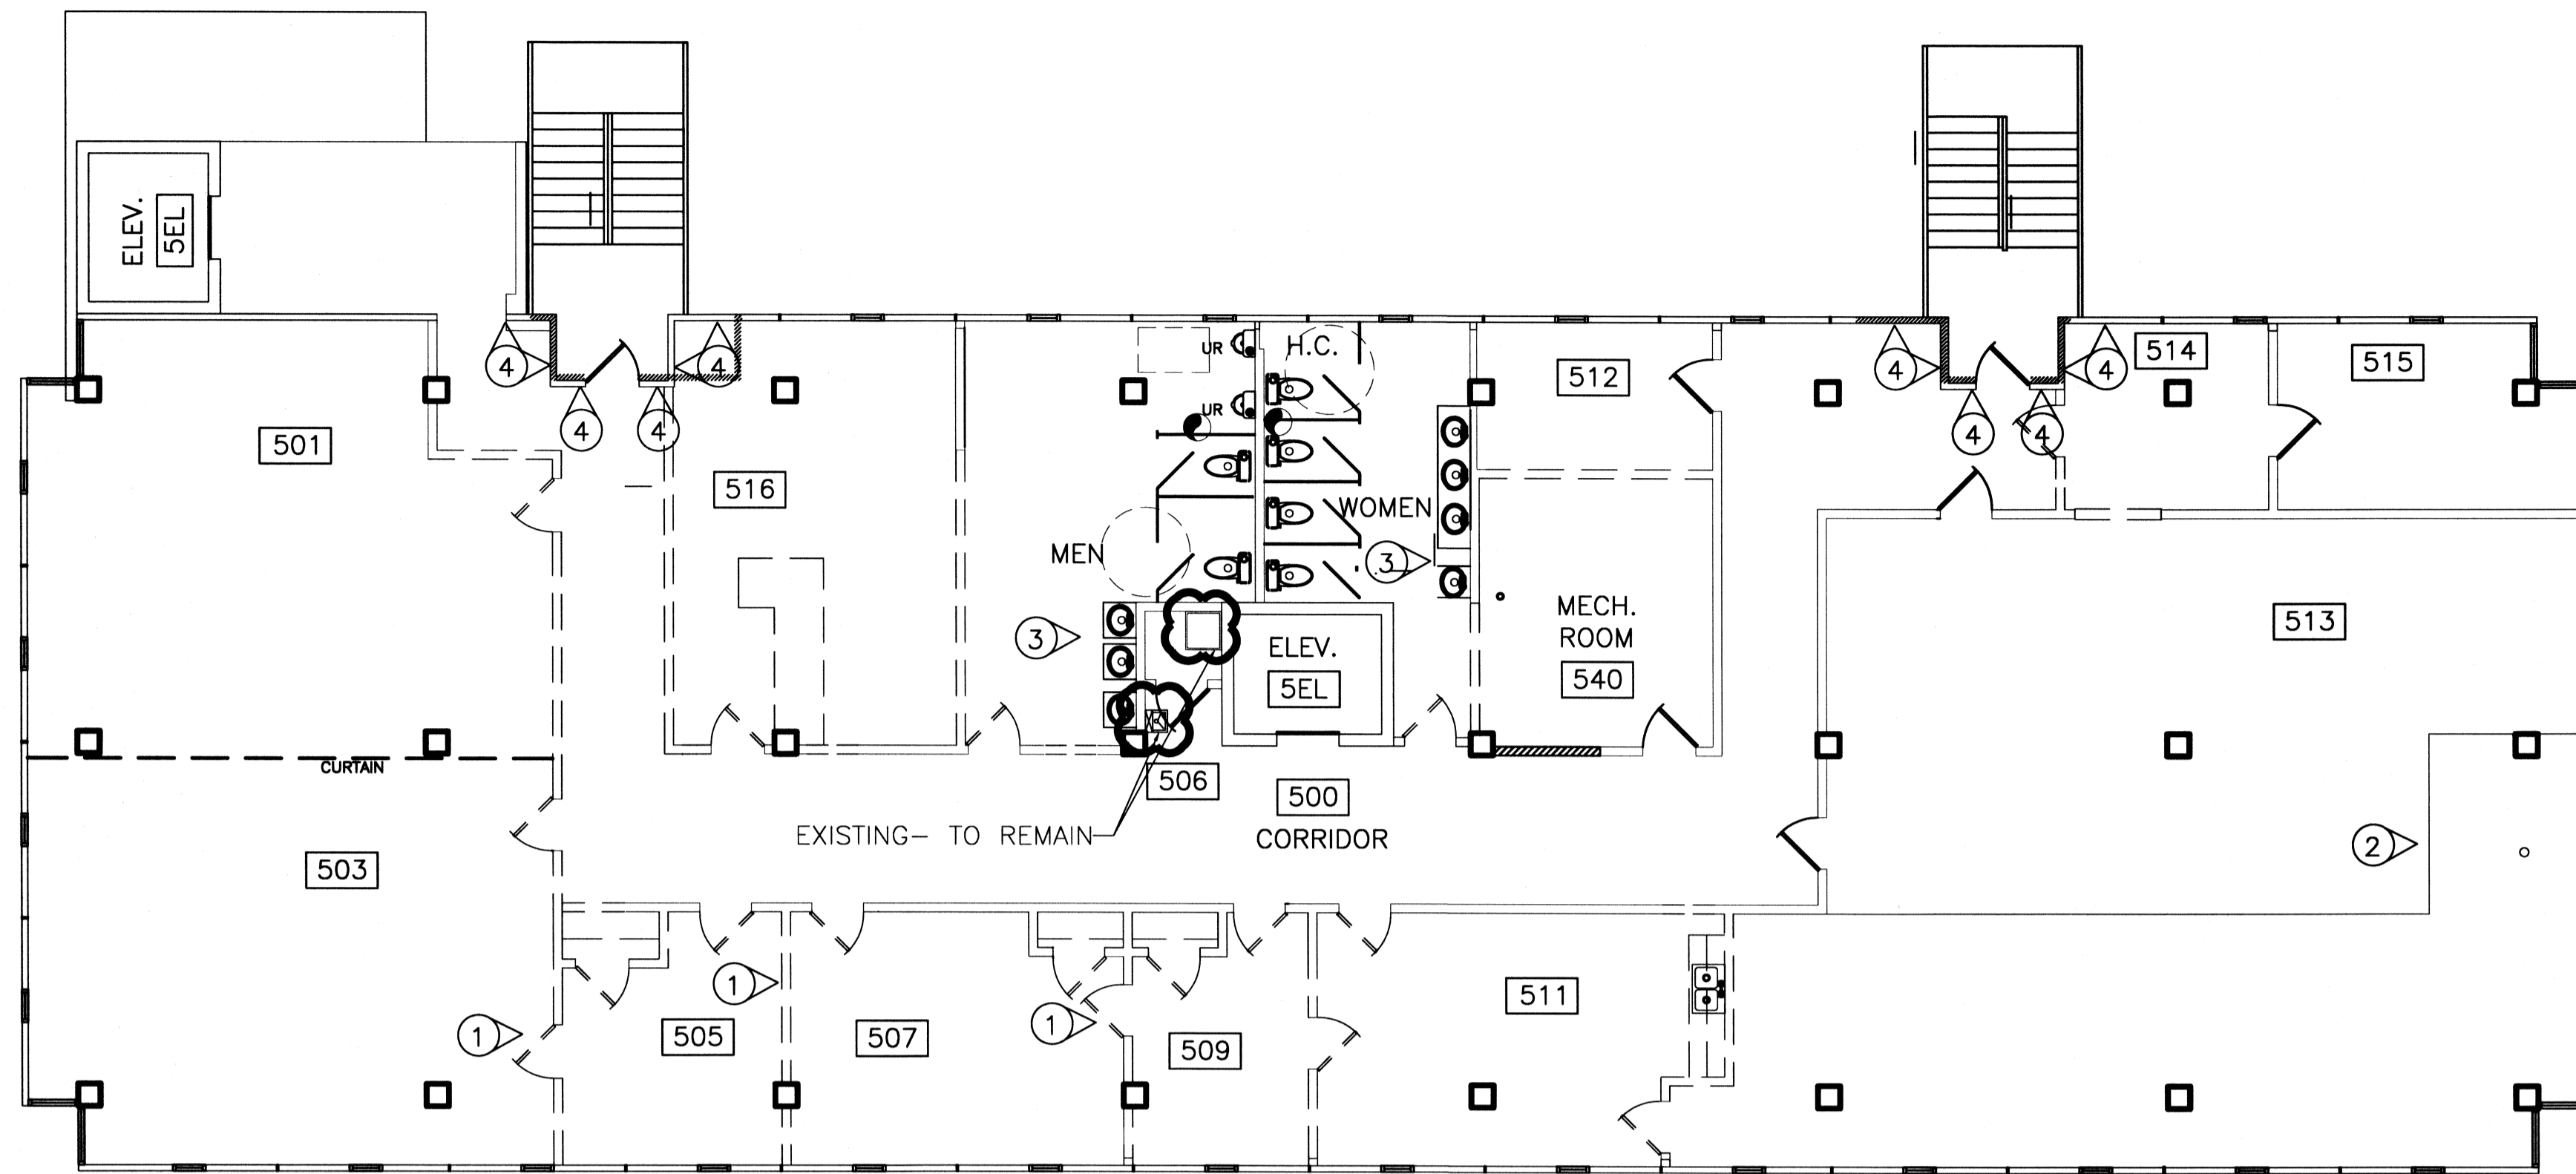 ELEV.
5EL
4
4
4
4
501
516
UR
UR
H.C.
MEN
WOMEN
3
3
512
MECH.
ROOM
540
ELEV.
5EL
4
4
4
4
514
515
513
CURTAIN
503
506
500
CORRIDOR
EXISTING– TO REMAIN
2
1
1
1
505
507
509
511